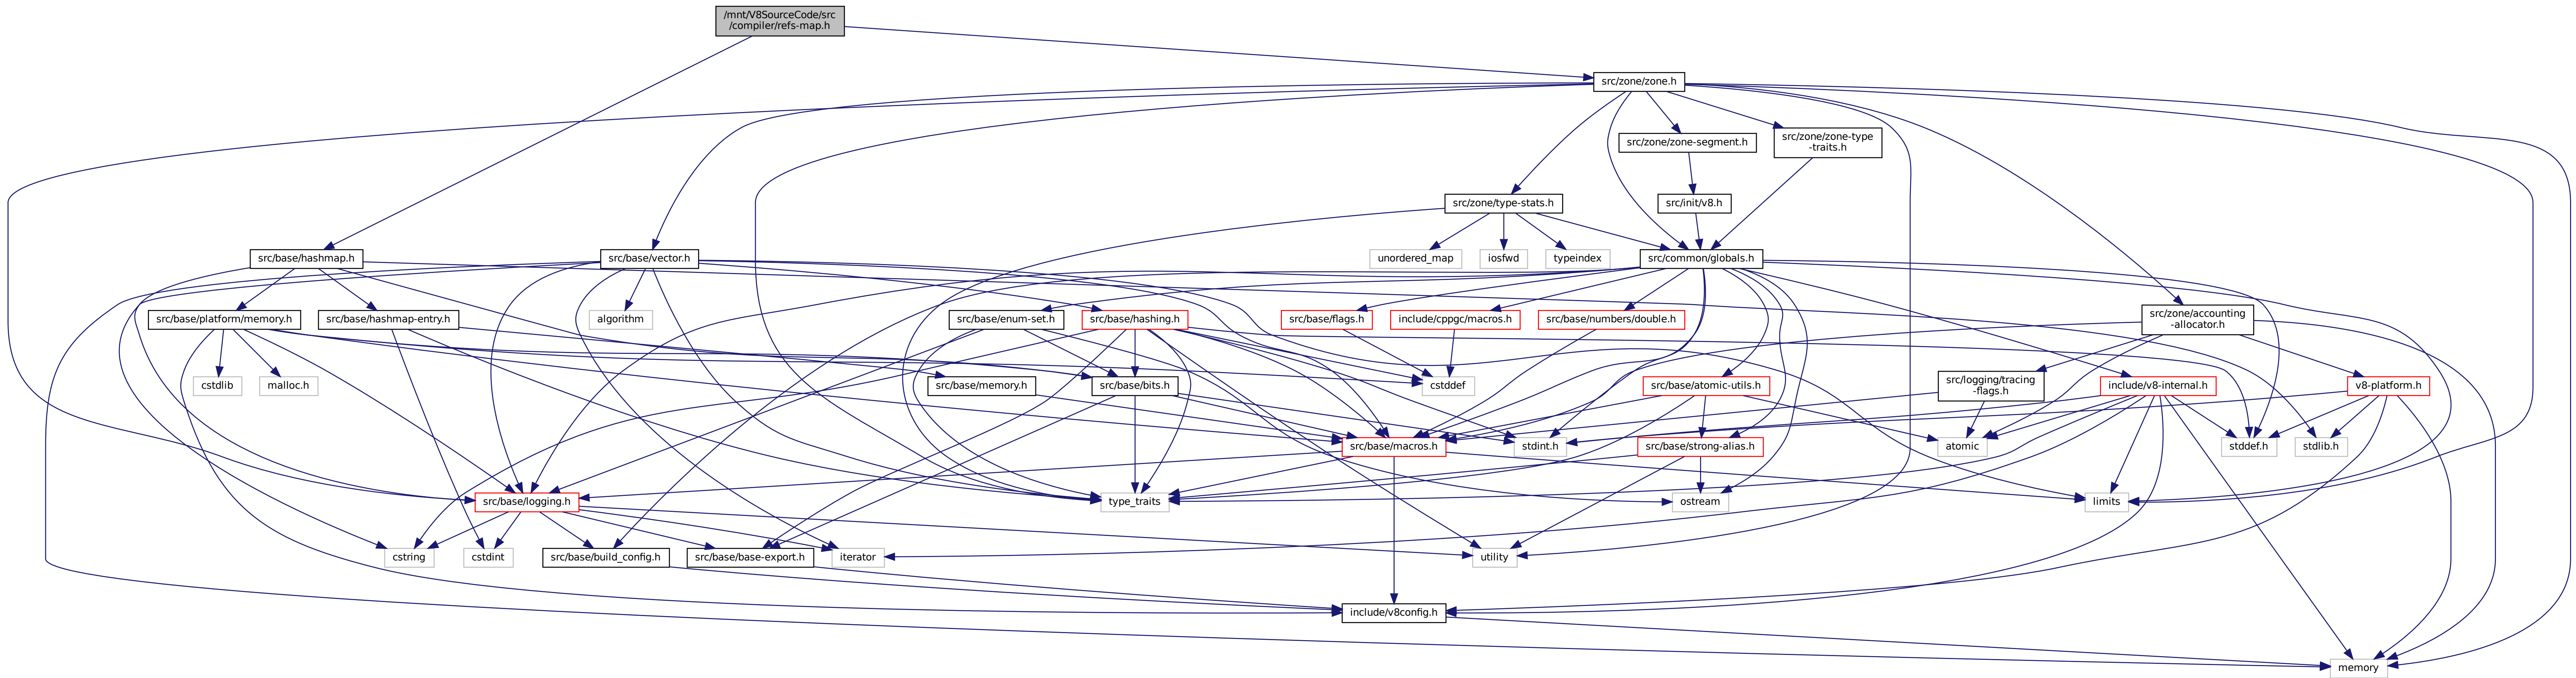 /mnt/V8SourceCode/src
/compiler/refs-map.h
src/zone/zone.h
src/zone/zone-segment.h
src/zone/zone-type
-traits.h
src/zone/type-stats.h
src/init/v8.h
src/base/hashmap.h
src/base/vector.h
unordered_map
iosfwd
typeindex
src/common/globals.h
src/base/platform/memory.h
src/base/hashmap-entry.h
algorithm
src/base/enum-set.h
src/base/hashing.h
src/base/flags.h
include/cppgc/macros.h
src/base/numbers/double.h
src/zone/accounting
-allocator.h
cstdlib
malloc.h
src/base/memory.h
src/base/bits.h
cstddef
src/base/atomic-utils.h
src/logging/tracing
-flags.h
include/v8-internal.h
v8-platform.h
src/base/macros.h
stdint.h
src/base/strong-alias.h
atomic
stddef.h
stdlib.h
src/base/logging.h
type_traits
ostream
limits
cstring
cstdint
src/base/build_config.h
src/base/base-export.h
iterator
utility
include/v8config.h
memory